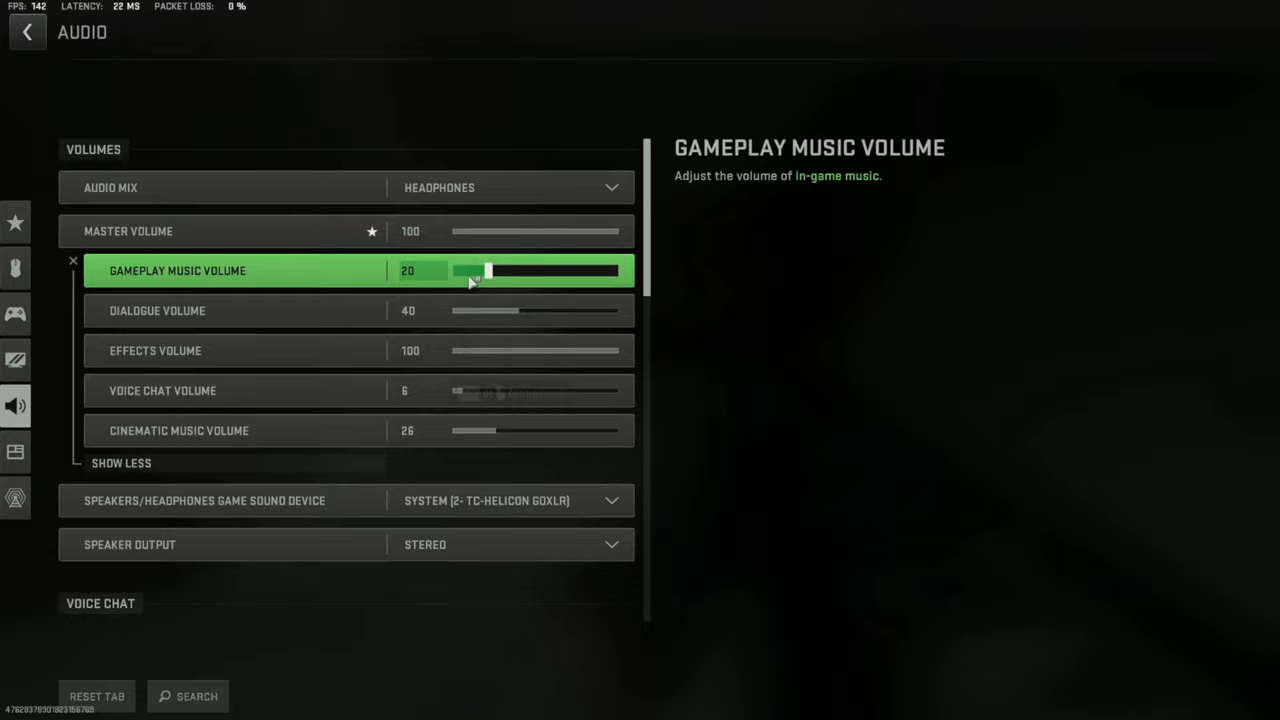 FPS: 142 LATENCY: 22 MS PACKET LOSS: 0 %
AUDIO
VOLUMES
AUDIO MIX HEADPHONES
MASTER VOLUME 100
GAMEPLAY MUSIC VOLUME 20
DIALOGUE VOLUME 40
EFFECTS VOLUME 100
VOICE CHAT VOLUME 6
CINEMATIC MUSIC VOLUME 26
SHOW LESS
SPEAKERS/HEADPHONES GAME SOUND DEVICE SYSTEM [2- TC-HELICON GOXLR]
SPEAKER OUTPUT STEREO
VOICE CHAT
GAMEPLAY MUSIC VOLUME
Adjust the volume of in-game music.
RESET TAB SEARCH